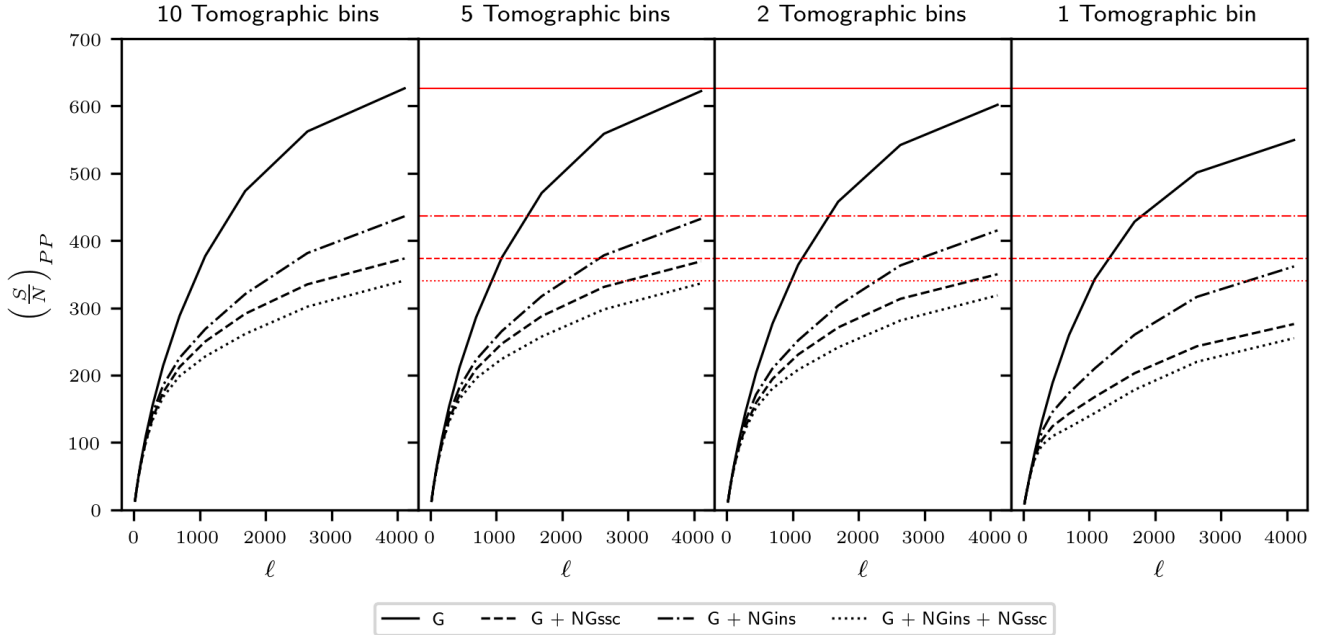 10 Tomographic bins 5 Tomographic bins 2 Tomographic bins 1 Tomographic bin
700
600
500
400
300
200
100
0
(S/N)PP
0 1000 2000 3000 4000 0 1000 2000 3000 4000 0 1000 2000 3000 4000 0 1000 2000 3000 4000
ℓ ℓ ℓ ℓ
G G + NGssc G + NGins G + NGins + NGssc